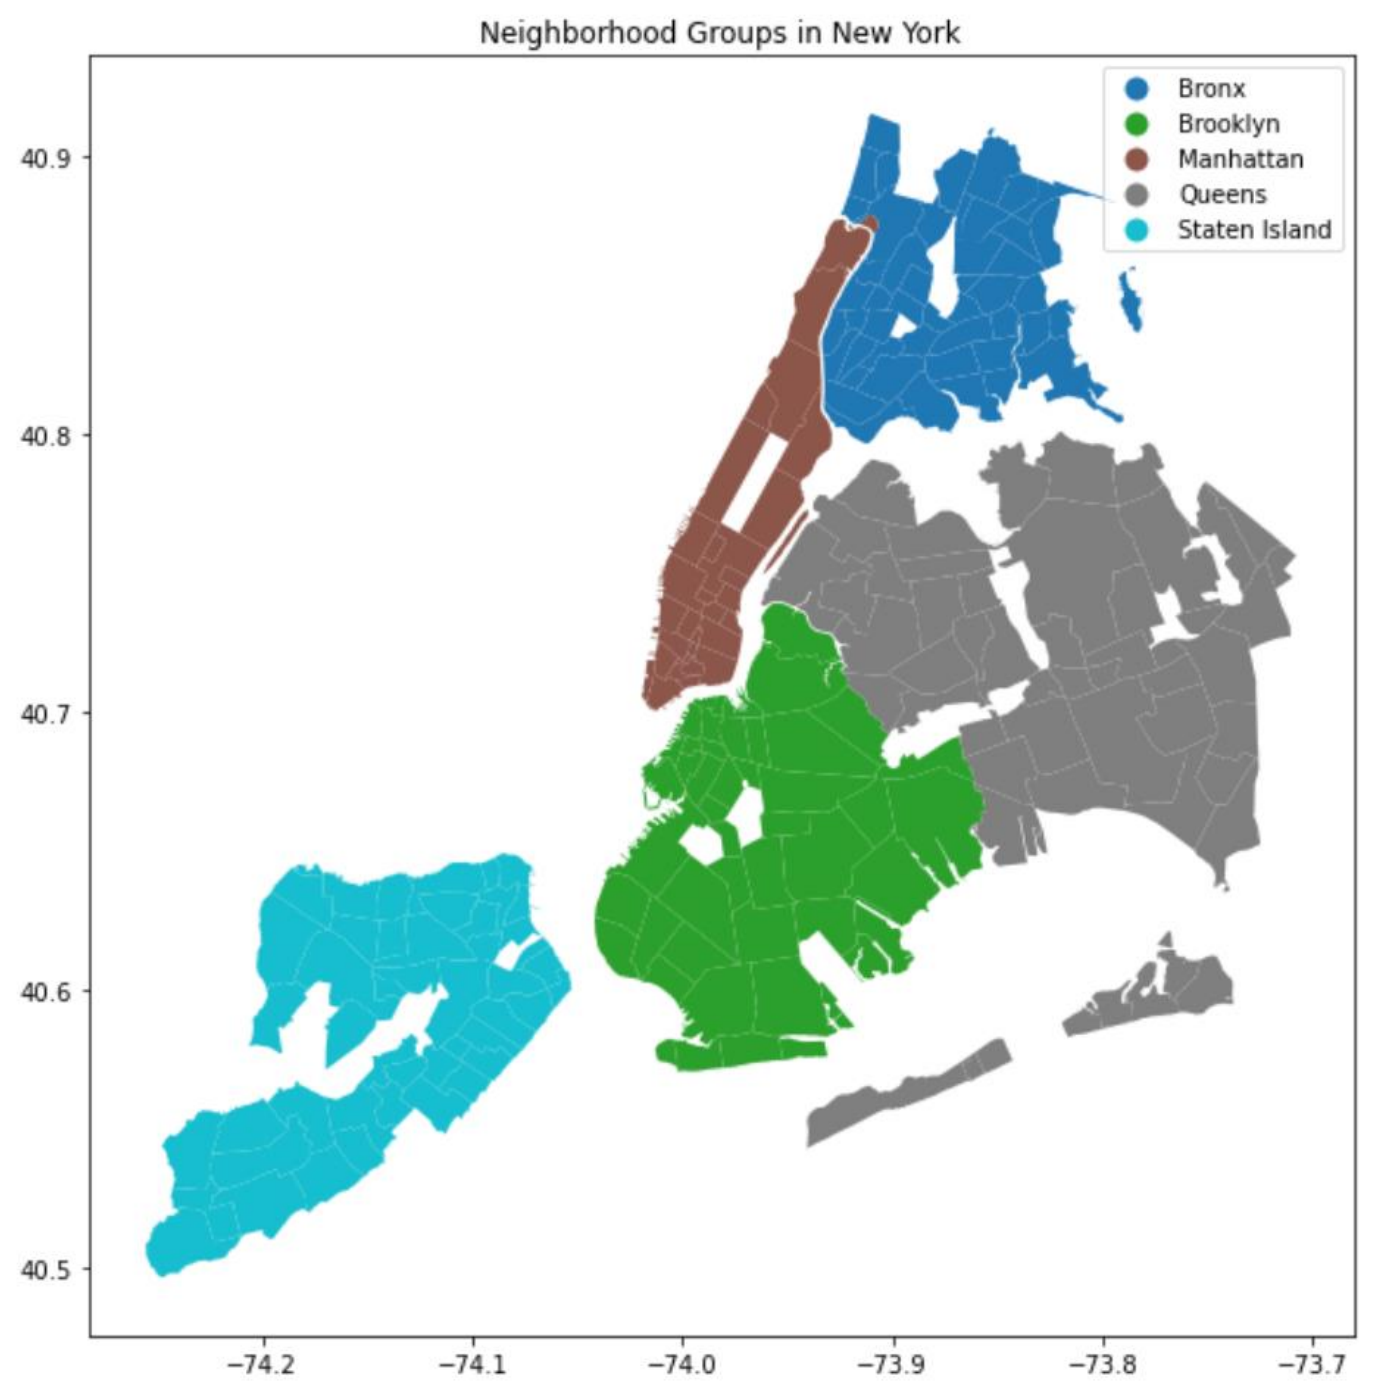 Neighborhood Groups in New York
Bronx
Brooklyn
Manhattan
Queens
Staten Island
40.9
40.8
40.7
40.6
40.5
−74.2
−74.1
−74.0
−73.9
−73.8
−73.7